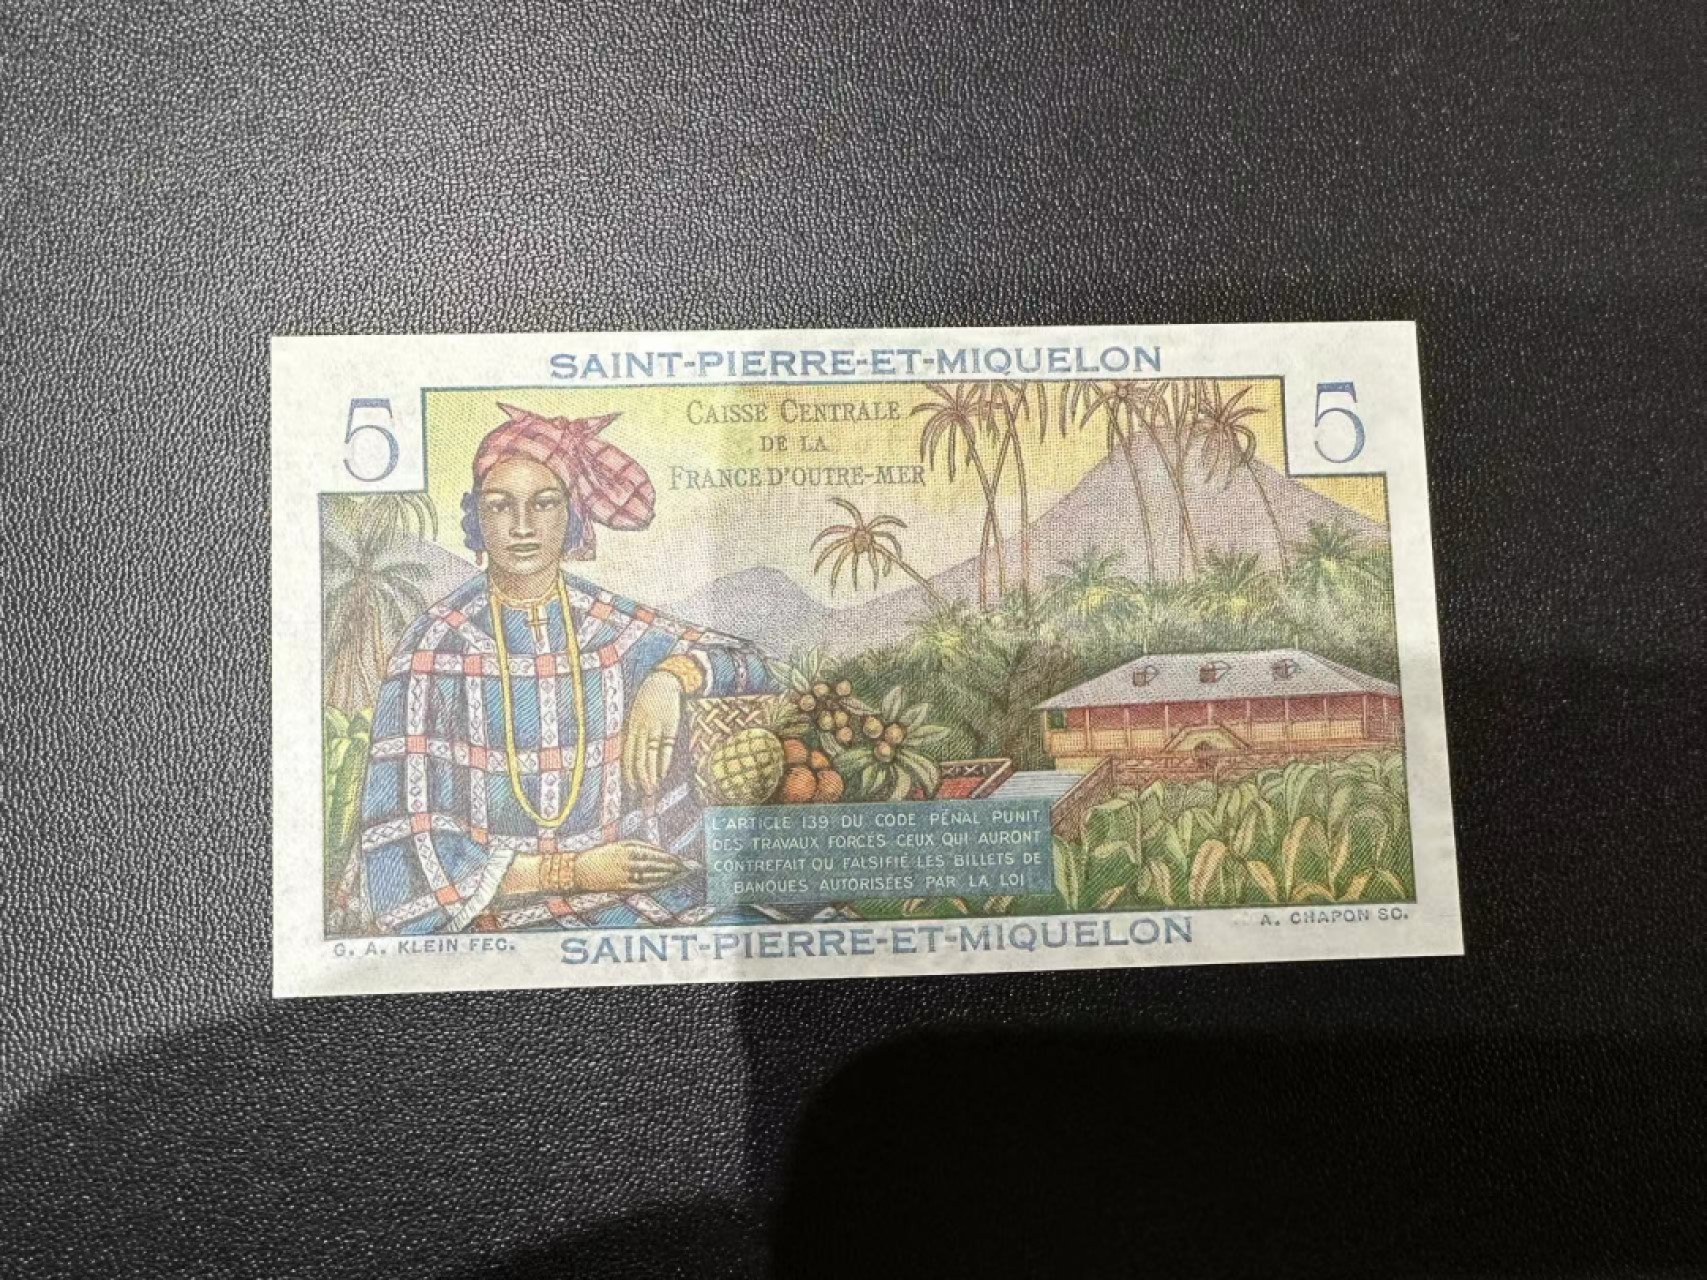 SAINT-PIERRE-ET-MIQUELON
5
5
CAISSE CENTRALE
DE LA
FRANCE D'OUTRE-MER
L'ARTICLE 139 DU CODE PÉNAL PUNIT
DES TRAVAUX FORCÉS CEUX QUI AURONT
CONTREFAIT OU FALSIFIÉ LES BILLETS DE
BANQUES AUTORISÉES PAR LA LOI
G. A. KLEIN FEC.
SAINT-PIERRE-ET-MIQUELON
A. CHAPON SC.